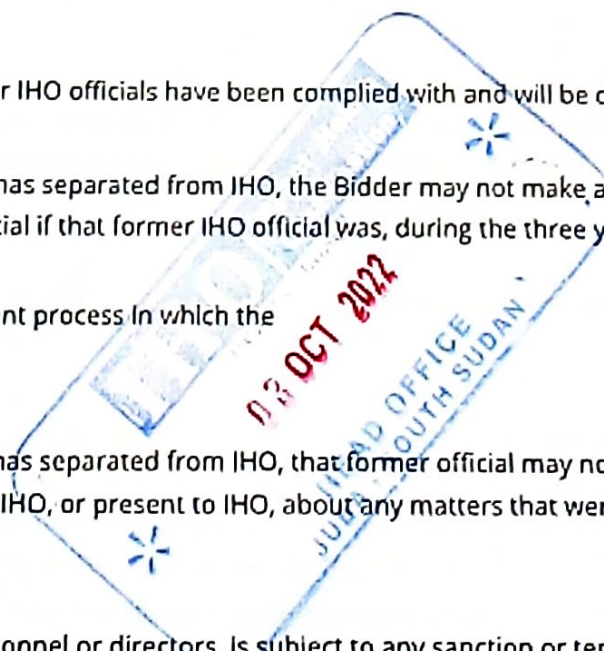 r IHO officials have been complied with and will be c
has separated from IHO, the Bidder may not make a
cial if that former IHO official was, during the three y
nt process in which the
03 OCT 2022
HEAD OFFICE
JUBA SOUTH SUDAN
has separated from IHO, that former official may no
IHO, or present to IHO, about any matters that wer
onnel or directors, is subject to any sanction or te